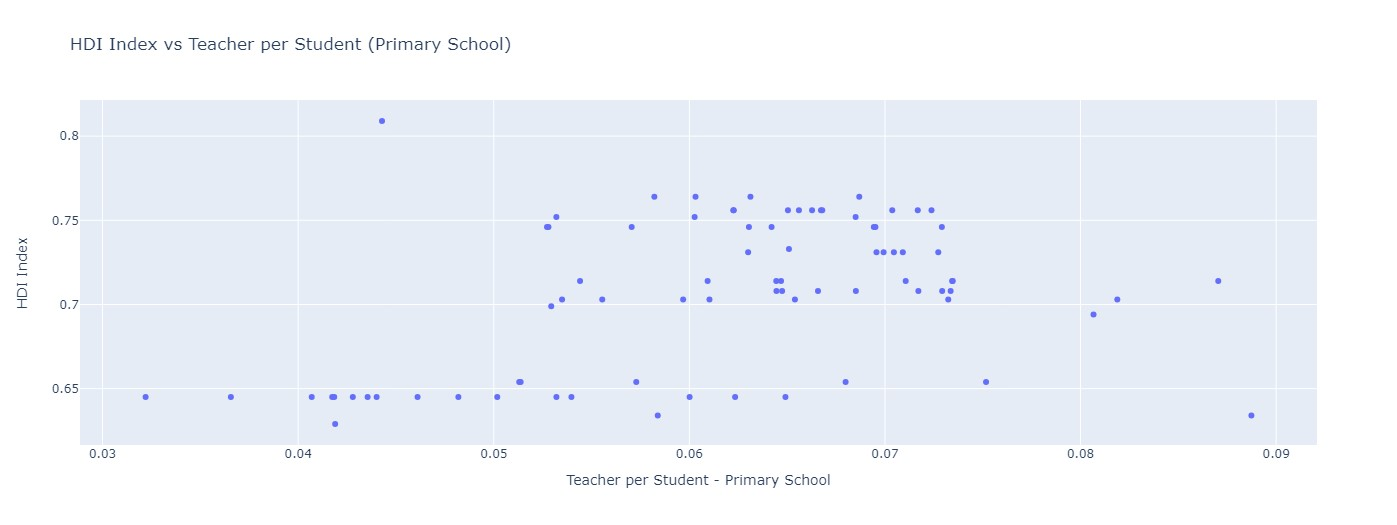 HDI Index vs Teacher per Student (Primary School)
HDI Index
0.8
0.75
0.7
0.65
0.03 0.04 0.05 0.06 0.07 0.08 0.09
Teacher per Student - Primary School